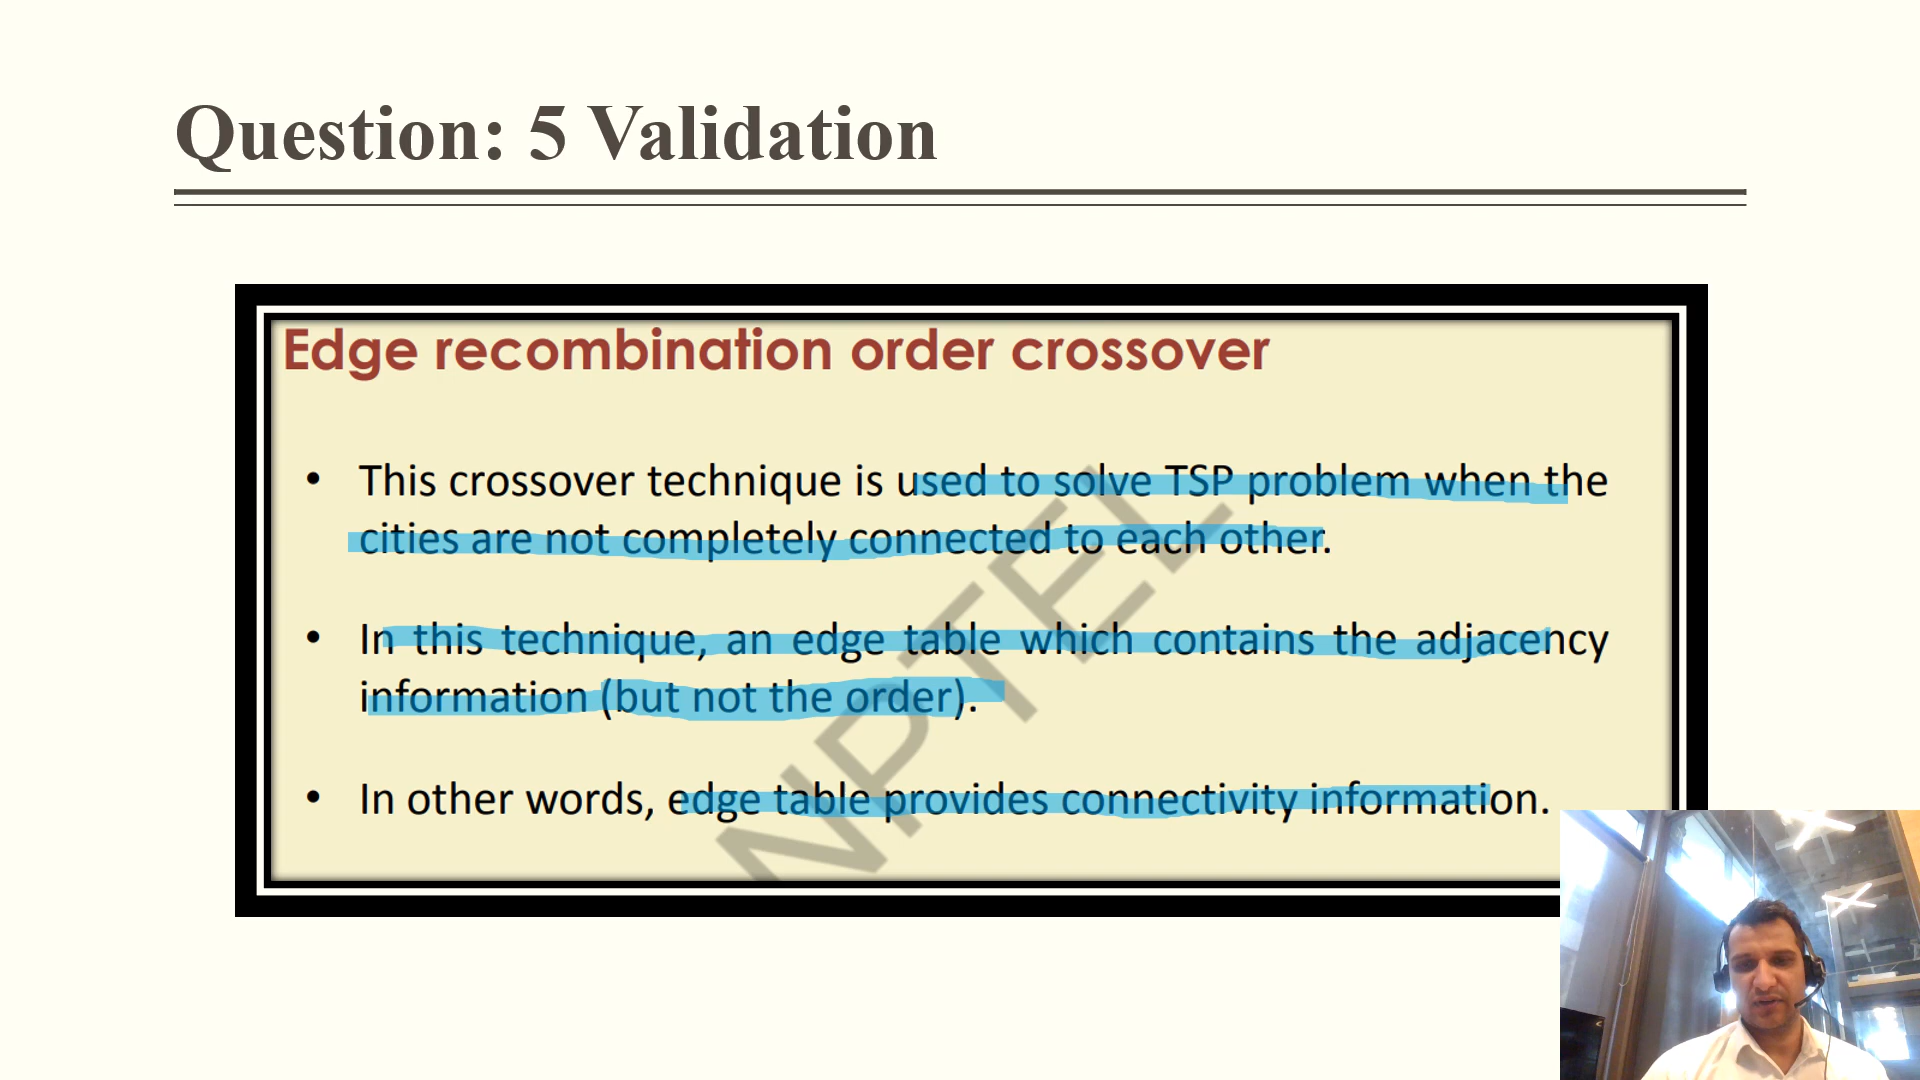 Question: 5 Validation
Edge recombination order crossover
• This crossover technique is used to solve TSP problem when the
cities are not completely connected to each other.
• In this technique, an edge table which contains the adjacency
information (but not the order).
• In other words, edge table provides connectivity information.
NPTEL